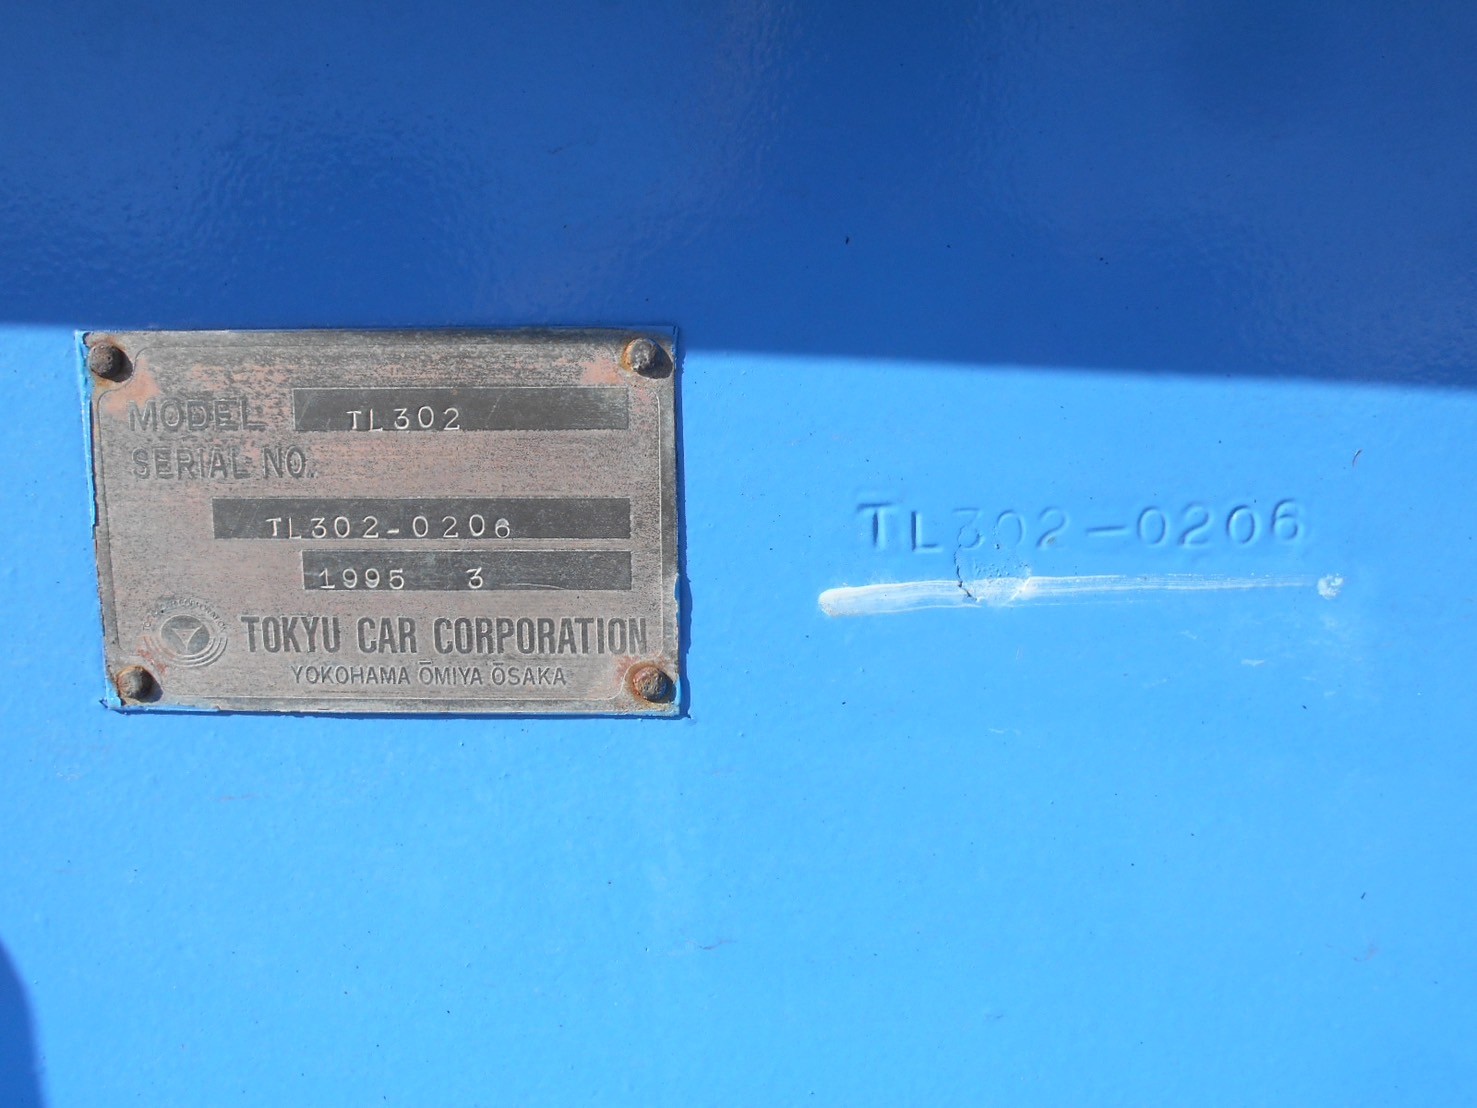 MODEL TL302
SERIAL NO.
TL302-0206
1995 3
TOKYU CAR CORPORATION
YOKOHAMA ŌMIYA ŌSAKA
TL302-0206